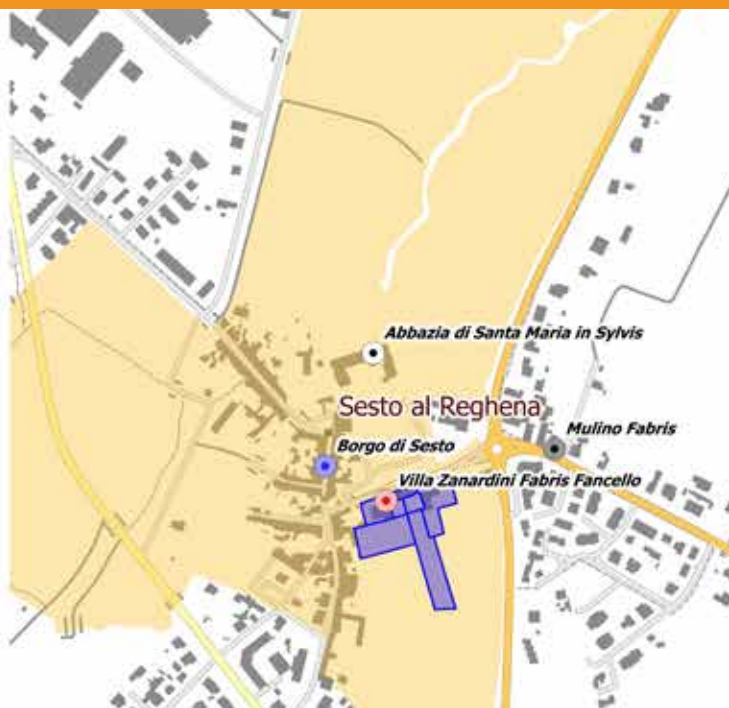 Abbazia di Santa Maria in Sylvis
Sesto al Reghena
Mulino Fabris
Borgo di Sesto
Villa Zanardini Fabris Fancello